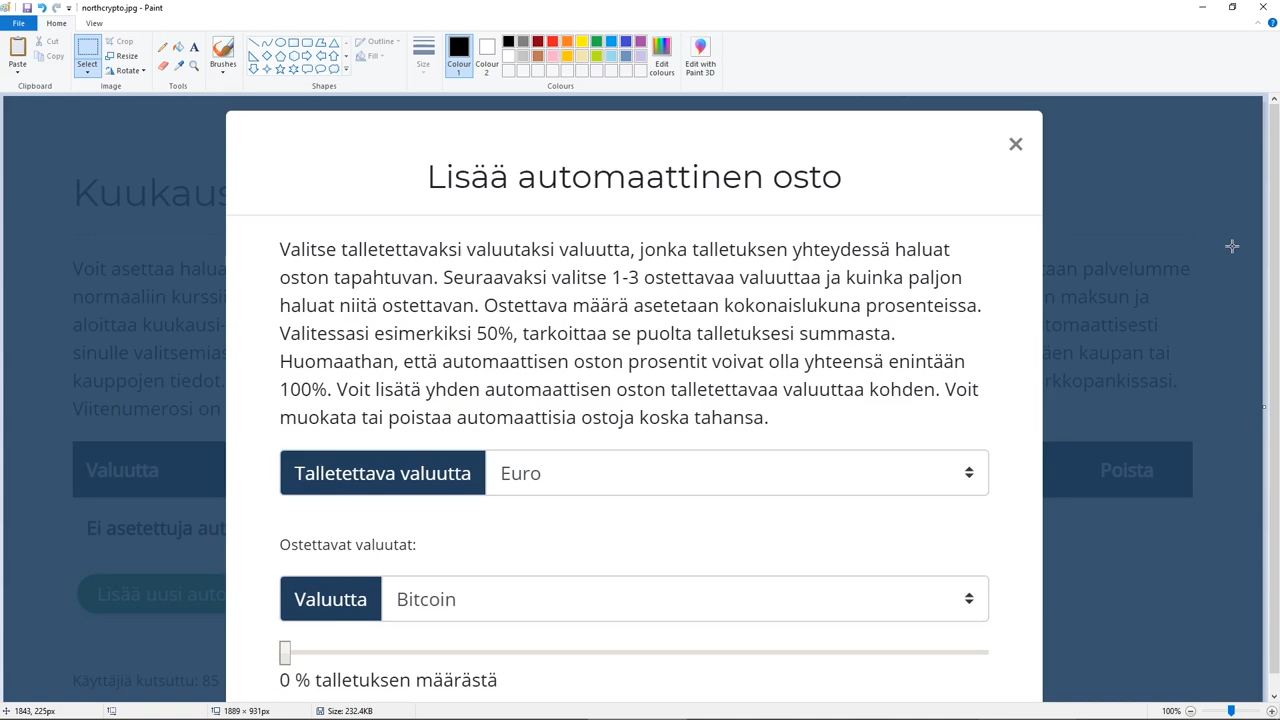 northcrypto.jpg - Paint
File Home View
Paste
Cut
Copy
Clipboard
Select
Crop
Resize
Rotate
Image
Tools
Brushes
Shapes
Outline
Fill
Size
Colour 1
Colour 2
Colours
Edit colours
Edit with Paint 3D
Lisää automaattinen osto
Valitse talletettavaksi valuutaksi valuutta, jonka talletuksen yhteydessä haluat
oston tapahtuvan. Seuraavaksi valitse 1-3 ostettavaa valuuttaa ja kuinka paljon
haluat niitä ostettavan. Ostettava määrä asetetaan kokonaislukuna prosenteissa.
Valitessasi esimerkiksi 50%, tarkoittaa se puolta talletuksesi summasta.
Huomaathan, että automaattisen oston prosentit voivat olla yhteensä enintään
100%. Voit lisätä yhden automaattisen oston talletettavaa valuuttaa kohden. Voit
muokata tai poistaa automaattisia ostoja koska tahansa.
Talletettava valuutta Euro
Ostettavat valuutat:
Valuutta Bitcoin
0 % talletuksen määrästä
Kuukaus
Voit asettaa halua
normaaliin kurssi
aloittaa kuukausi-
sinulle valitsemias
kauppojen tiedot.
Viitenumerosi on
taan palvelumme
n maksun ja
tomaattisesti
äen kaupan tai
rkkopankissasi.
Valuutta
Poista
Ei asetettuja aut
Lisää uusi auto
Käyttäjiä kutsuttu: 85
1843, 225px
1889 × 931px
Size: 232.4KB
100%